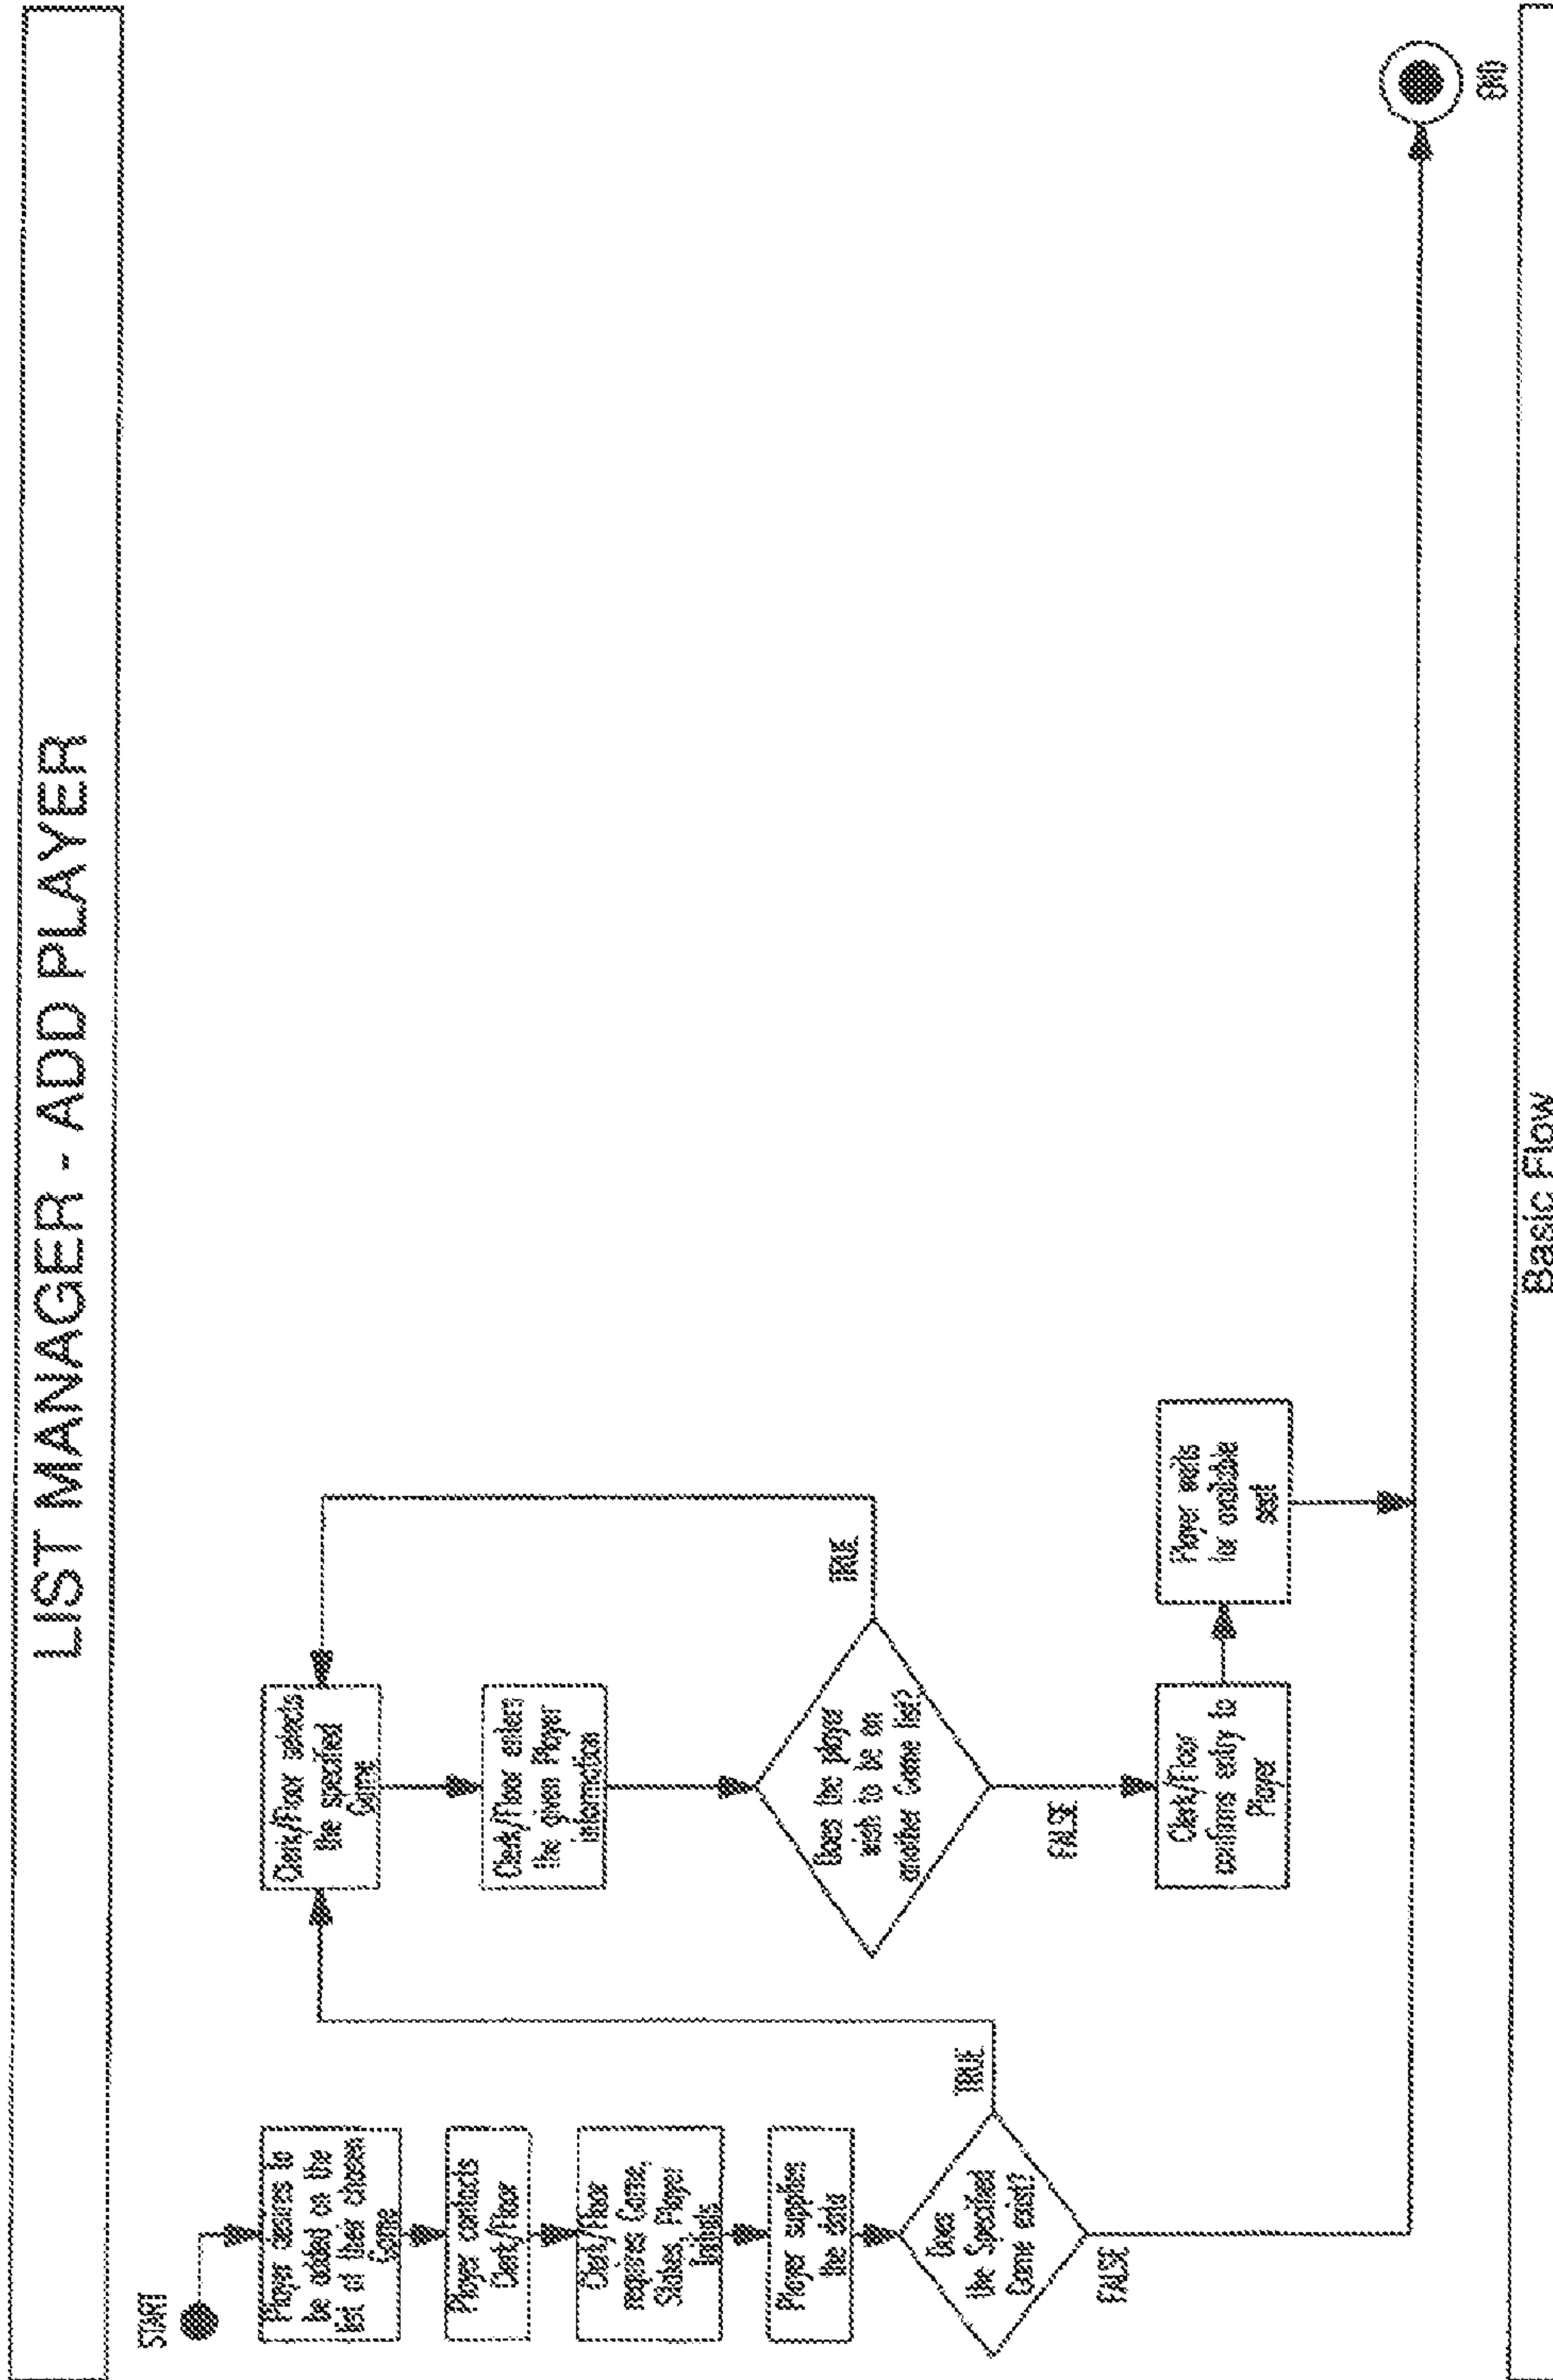 LIST MANAGER - ADD PLAYER
START
Player desires to
be added on the
list of their chosen
Game
Player contacts
Clerk/Floor
Clerk/Floor
requires Game,
Stakes, Player
Initials
Player supplies
the data
Does
the Specified
Game exist?
TRUE
FALSE
Clerk/Floor selects
the specified
Game
Clerk/Floor enters
the given Player
information
Does the player
wish to be on
another Game list?
TRUE
FALSE
Clerk/Floor
confirms entry to
Player
Player waits
for available
seat
END
Basic Flow